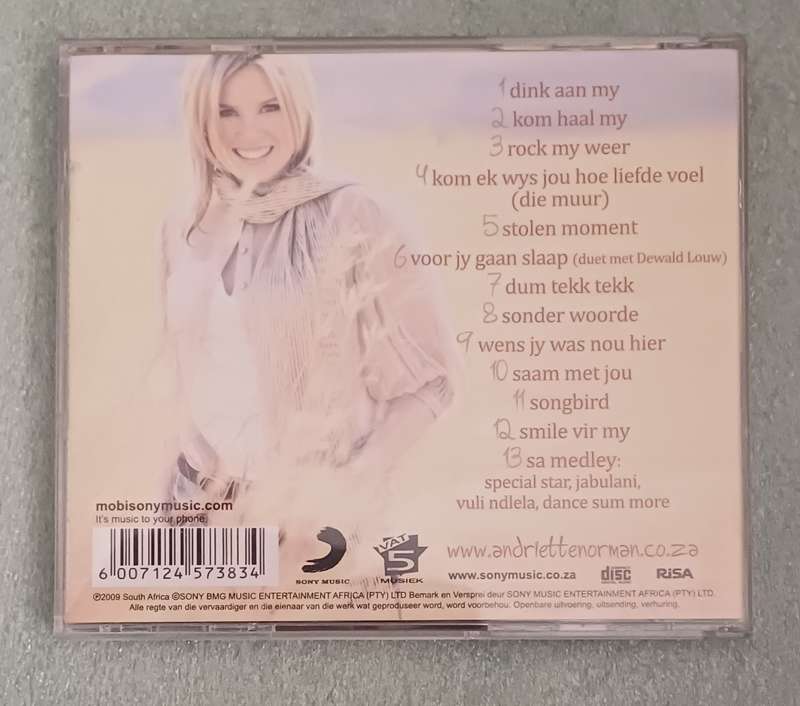 1 dink aan my
2 kom haal my
3 rock my weer
4 kom ek wys jou hoe liefde voel
(die muur)
5 stolen moment
6 voor jy gaan slaap (duet met Dewald Louw)
7 dum tekk tekk
8 sonder woorde
9 wens jy was nou hier
10 saam met jou
11 songbird
12 smile vir my
13 sa medley:
special star, jabulani,
vuli ndlela, dance sum more
mobisonymusic.com
It's music to your phone.
6 007124 573834
SONY MUSIC
VAT
5
MUSIEK
www.andriettenorman.co.za
www.sonymusic.co.za
disc
RiSA
℗2009 South Africa ©SONY BMG MUSIC ENTERTAINMENT AFRICA (PTY) LTD Bemark en Versprei deur SONY MUSIC ENTERTAINMENT AFRICA (PTY) LTD.
Alle regte van die vervaardiger en die eienaar van die werk wat geproduseer word, word voorbehou. Openbare uitvoering, uitsending, verhuring.